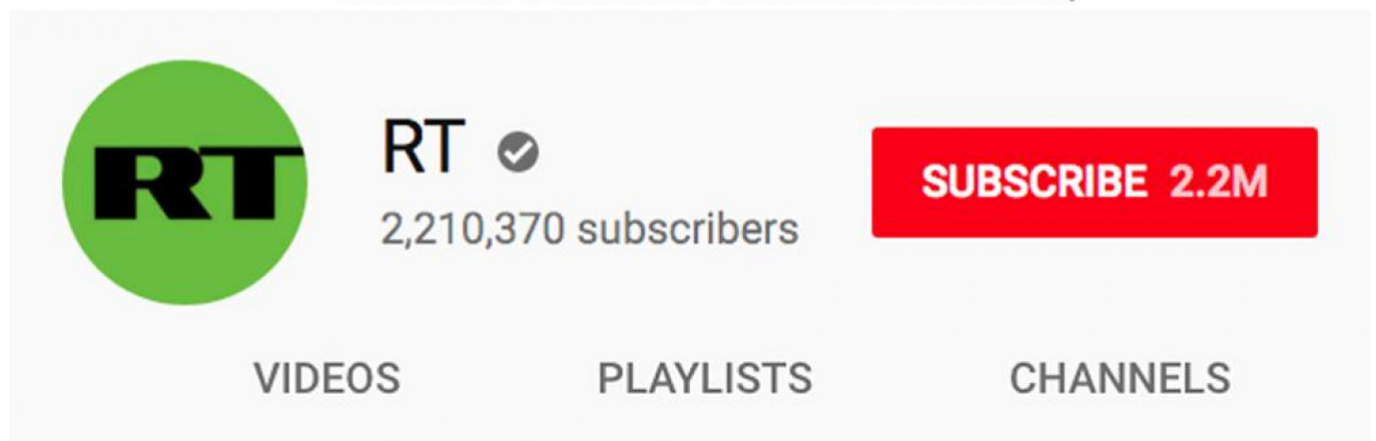 RT
RT
2,210,370 subscribers
SUBSCRIBE 2.2M
VIDEOS PLAYLISTS CHANNELS